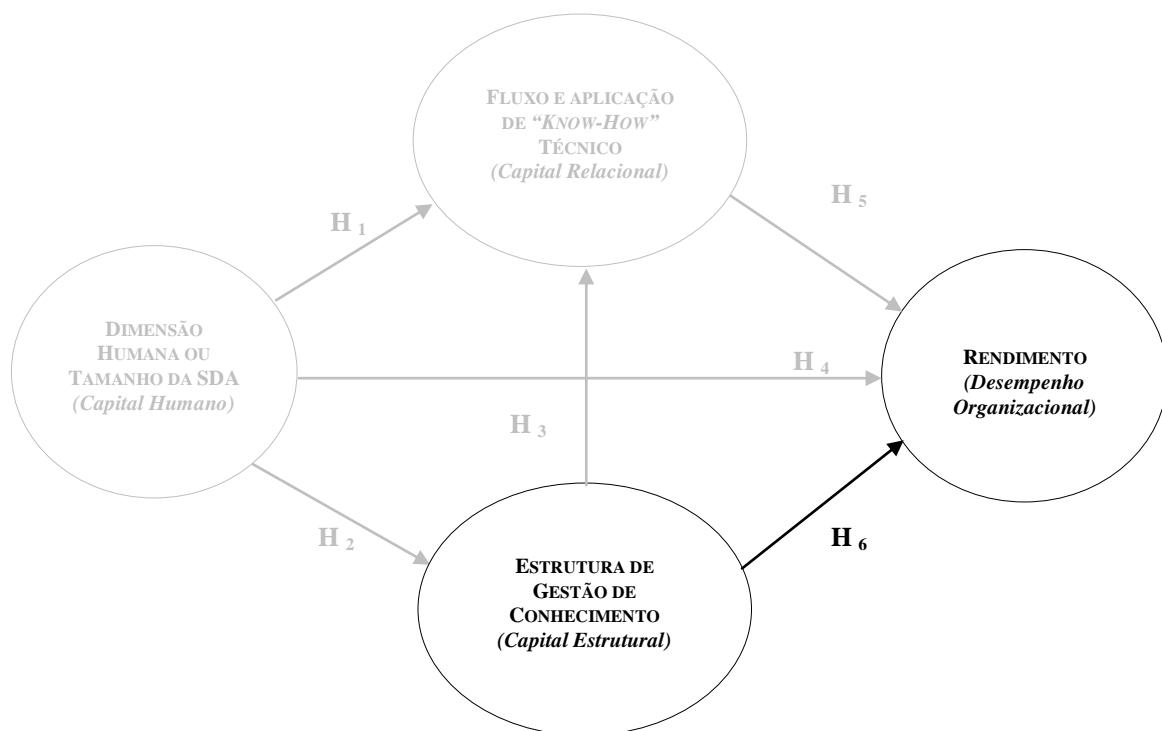 FLUXO E APLICAÇÃO
DE “KNOW-HOW”
TÉCNICO
(Capital Relacional)
H 5
H 1
DIMENSÃO
HUMANA OU
TAMANHO DA SDA
(Capital Humano)
H 4
RENDIMENTO
(Desempenho
Organizacional)
H 3
H 2
H 6
ESTRUTURA DE
GESTÃO DE
CONHECIMENTO
(Capital Estrutural)